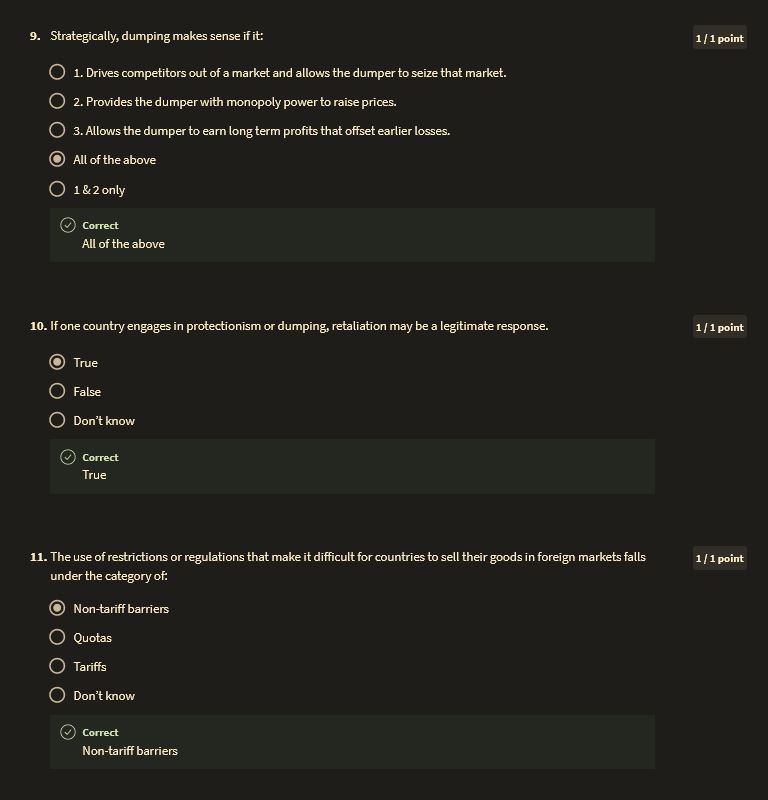 9. Strategically, dumping makes sense if it:
1 / 1 point
1. Drives competitors out of a market and allows the dumper to seize that market.
2. Provides the dumper with monopoly power to raise prices.
3. Allows the dumper to earn long term profits that offset earlier losses.
All of the above
1 & 2 only
Correct
All of the above
10. If one country engages in protectionism or dumping, retaliation may be a legitimate response.
1 / 1 point
True
False
Don't know
Correct
True
11. The use of restrictions or regulations that make it difficult for countries to sell their goods in foreign markets falls
under the category of:
1 / 1 point
Non-tariff barriers
Quotas
Tariffs
Don't know
Correct
Non-tariff barriers